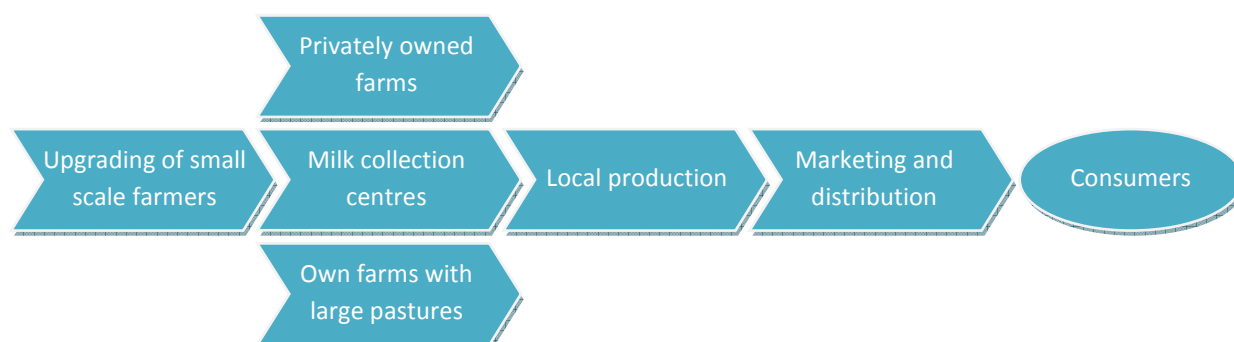 Privately owned
farms
Upgrading of small
scale farmers
Milk collection
centres
Local production
Marketing and
distribution
Consumers
Own farms with
large pastures